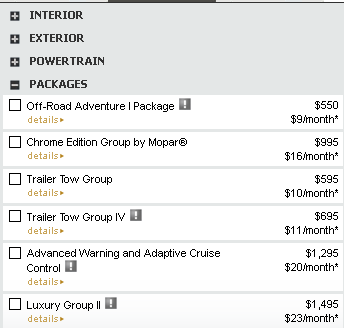 INTERIOR
EXTERIOR
POWERTRAIN
PACKAGES
Off-Road Adventure I Package ! $550
details $9/month*
Chrome Edition Group by Mopar® $995
details $16/month*
Trailer Tow Group $595
details $10/month*
Trailer Tow Group IV ! $695
details $11/month*
Advanced Warning and Adaptive Cruise $1,295
Control ! $20/month*
details
Luxury Group II ! $1,495
details $23/month*